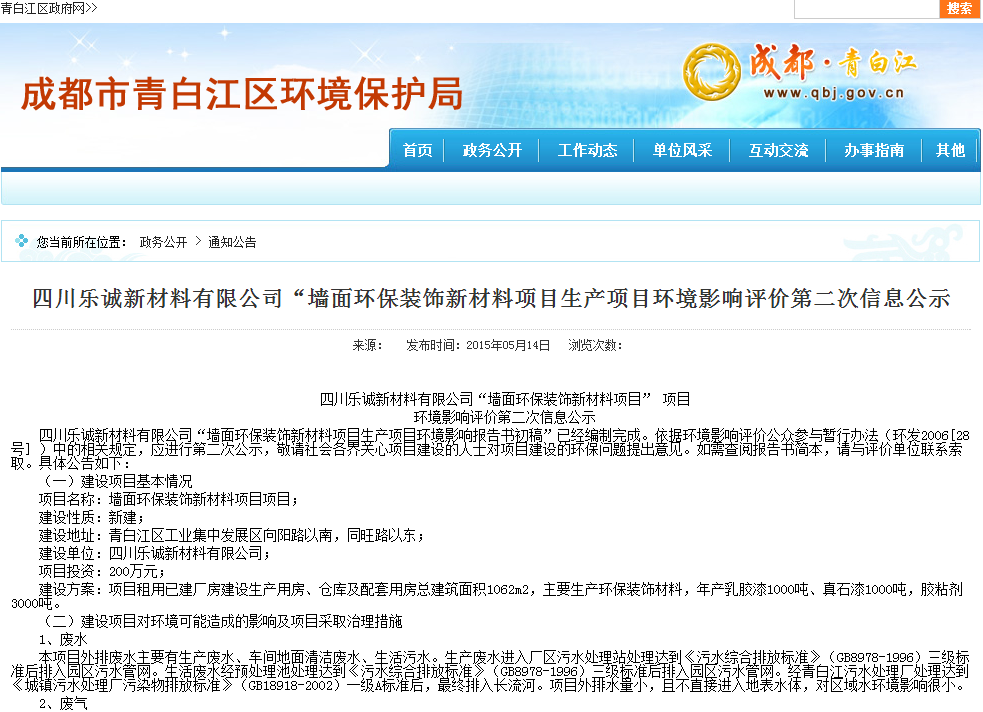 青白江区政府网>>
搜索
成都市青白江区环境保护局
成都·青白江
www.qbj.gov.cn
首页 政务公开 工作动态 单位风采 互动交流 办事指南 其他
您当前所在位置： 政务公开 > 通知公告
四川乐诚新材料有限公司“墙面环保装饰新材料项目生产项目环境影响评价第二次信息公示
来源： 发布时间：2015年05月14日 浏览次数：
四川乐诚新材料有限公司“墙面环保装饰新材料项目” 项目
环境影响评价第二次信息公示
四川乐诚新材料有限公司“墙面环保装饰新材料项目生产项目环境影响报告书初稿”已经编制完成。依据环境影响评价公众参与暂行办法（环发2006[28
号] ）中的相关规定，应进行第二次公示，敬请社会各界关心项目建设的人士对项目建设的环保问题提出意见。如需查阅报告书简本，请与评价单位联系索
取。具体公告如下：
（一）建设项目基本情况
项目名称：墙面环保装饰新材料项目项目；
建设性质：新建；
建设地址：青白江区工业集中发展区向阳路以南，同旺路以东；
建设单位：四川乐诚新材料有限公司；
项目投资：200万元；
建设方案：项目租用已建厂房建设生产用房、仓库及配套用房总建筑面积1062m2，主要生产环保装饰材料，年产乳胶漆1000吨、真石漆1000吨，胶粘剂
3000吨。
（二）建设项目对环境可能造成的影响及项目采取治理措施
1、废水
本项目外排废水主要有生产废水、车间地面清洁废水、生活污水。生产废水进入厂区污水处理站处理达到《污水综合排放标准》（GB8978-1996）三级标
准后排入园区污水管网。生活废水经预处理池处理达到《污水综合排放标准》（GB8978-1996）三级标准后排入园区污水管网。经青白江污水处理厂处理达到
《城镇污水处理厂污染物排放标准》（GB18918-2002）一级A标准后，最终排入长流河。项目外排水量小，且不直接进入地表水体，对区域水环境影响很小。
2、废气